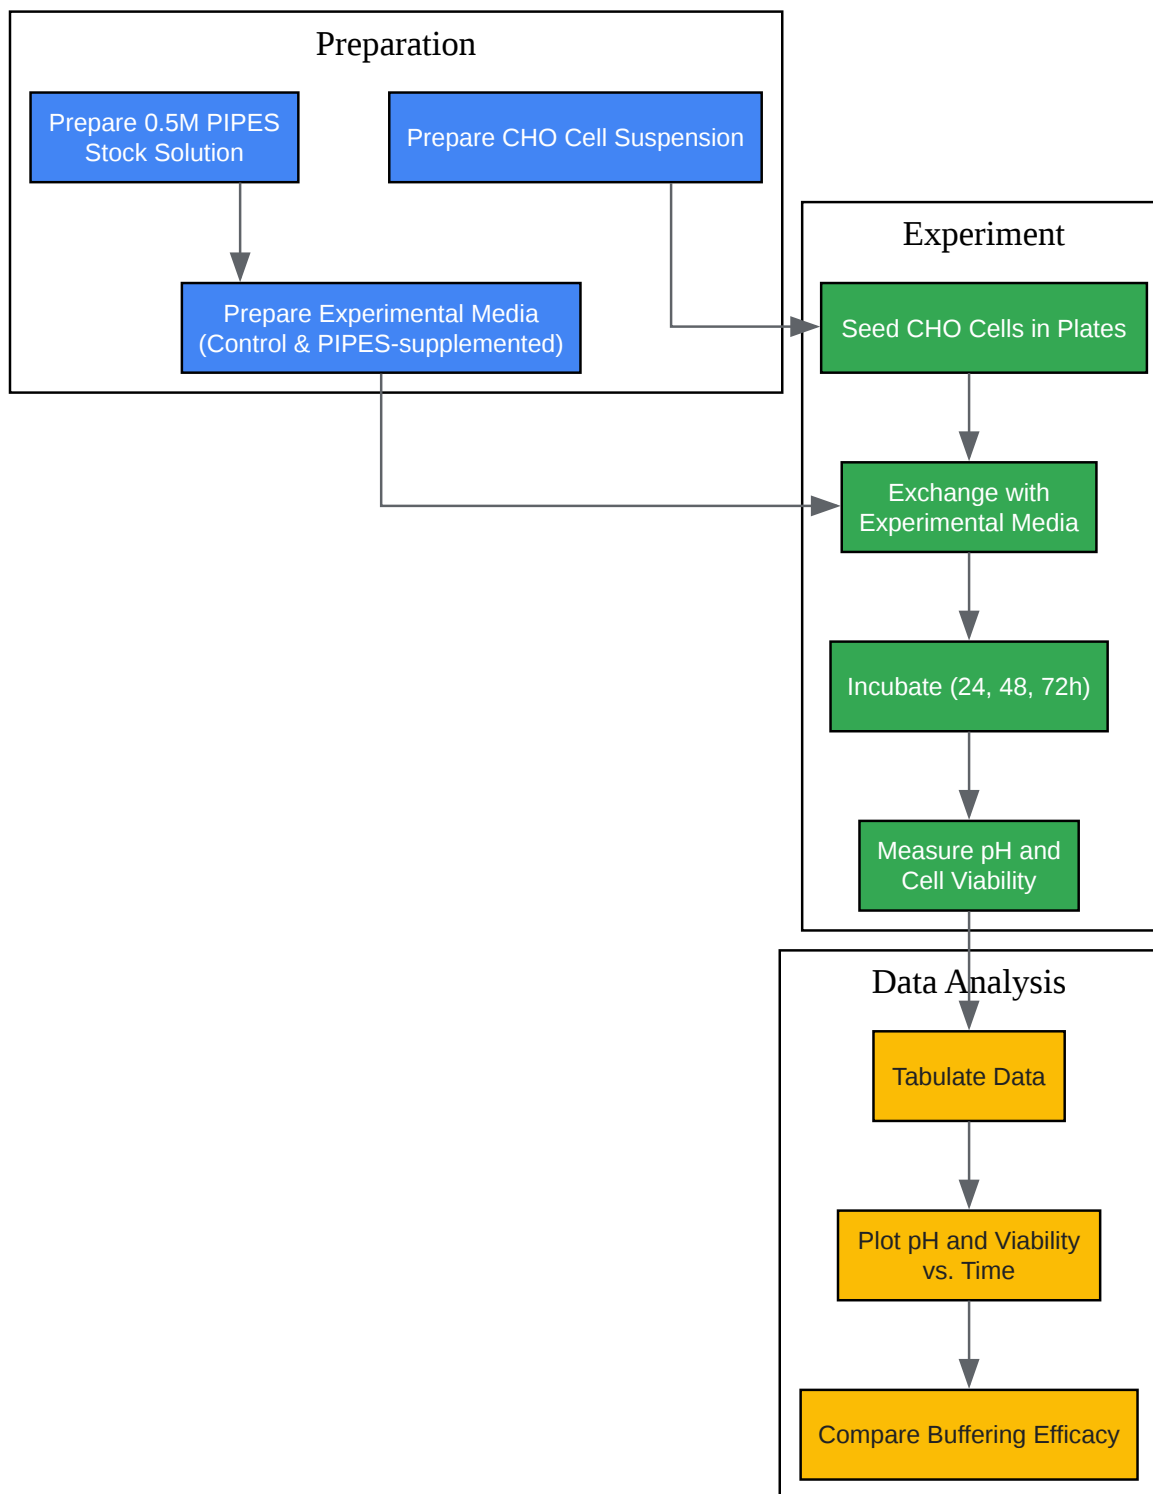 Preparation
Prepare 0.5M PIPES
Stock Solution
Prepare CHO Cell Suspension
Prepare Experimental Media
(Control & PIPES-supplemented)
Experiment
Seed CHO Cells in Plates
Exchange with
Experimental Media
Incubate (24, 48, 72h)
Measure pH and
Cell Viability
Data Analysis
Tabulate Data
Plot pH and Viability
vs. Time
Compare Buffering Efficacy